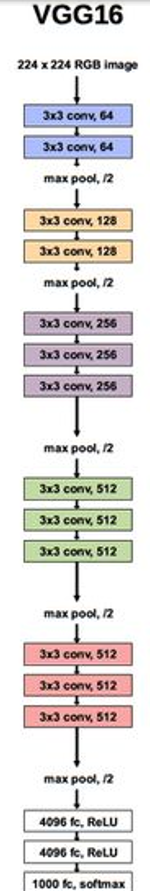 VGG16
224 x 224 RGB image
3x3 conv, 64
3x3 conv, 64
max pool, /2
3x3 conv, 128
3x3 conv, 128
max pool, /2
3x3 conv, 256
3x3 conv, 256
3x3 conv, 256
max pool, /2
3x3 conv, 512
3x3 conv, 512
3x3 conv, 512
max pool, /2
3x3 conv, 512
3x3 conv, 512
3x3 conv, 512
max pool, /2
4096 fc, ReLU
4096 fc, ReLU
1000 fc, softmax